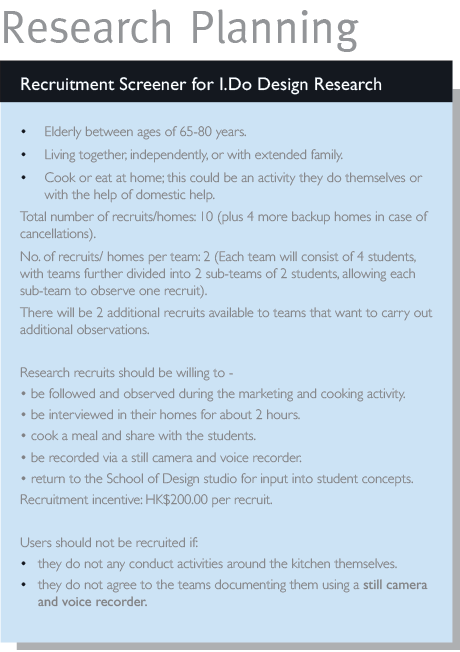 Research Planning
Recruitment Screener for I.Do Design Research
• Elderly between ages of 65-80 years.
• Living together, independently, or with extended family.
• Cook or eat at home; this could be an activity they do themselves or
with the help of domestic help.
Total number of recruits/homes: 10 (plus 4 more backup homes in case of
cancellations).
No. of recruits/ homes per team: 2 (Each team will consist of 4 students,
with teams further divided into 2 sub-teams of 2 students, allowing each
sub-team to observe one recruit).
There will be 2 additional recruits available to teams that want to carry out
additional observations.
Research recruits should be willing to -
• be followed and observed during the marketing and cooking activity.
• be interviewed in their homes for about 2 hours.
• cook a meal and share with the students.
• be recorded via a still camera and voice recorder.
• return to the School of Design studio for input into student concepts.
Recruitment incentive: HK$200.00 per recruit.
Users should not be recruited if:
• they do not any conduct activities around the kitchen themselves.
• they do not agree to the teams documenting them using a still camera
and voice recorder.